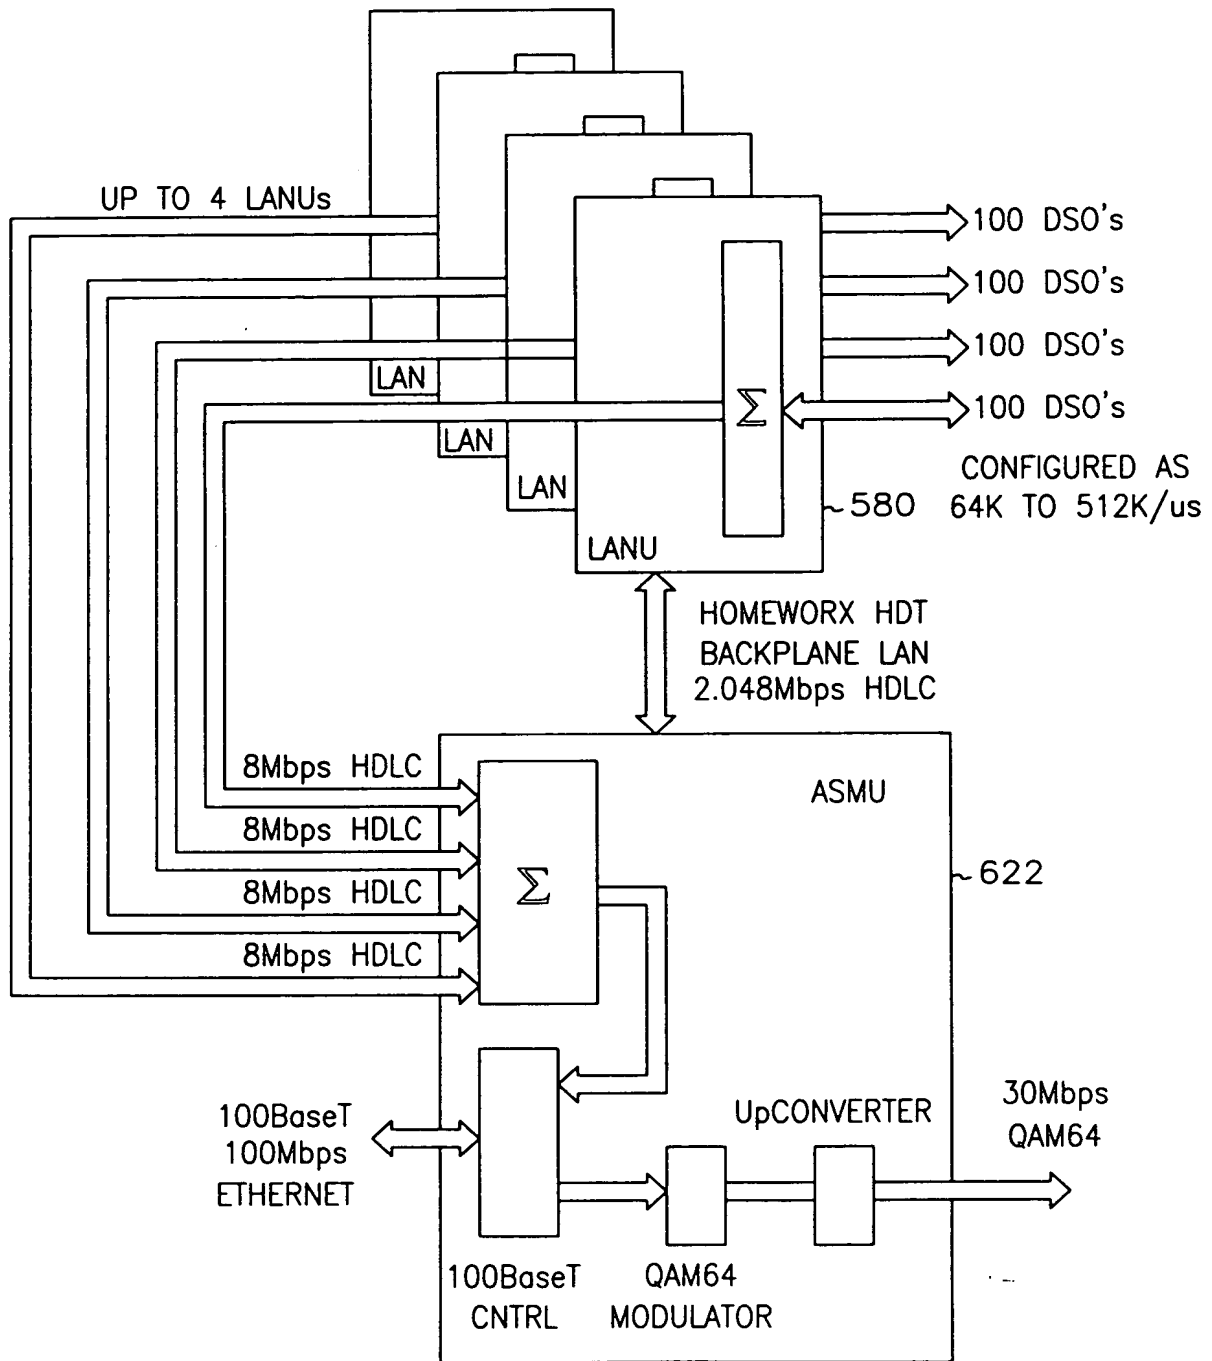 UP TO 4 LANUs
100 DSO's
100 DSO's
100 DSO's
100 DSO's
CONFIGURED AS
64K TO 512K/us
LAN
LAN
LAN
LANU
Σ
580
HOMEWORX HDT
BACKPLANE LAN
2.048Mbps HDLC
8Mbps HDLC
8Mbps HDLC
8Mbps HDLC
8Mbps HDLC
Σ
ASMU
622
100BaseT
100Mbps
ETHERNET
UpCONVERTER
30Mbps
QAM64
100BaseT
CNTRL
QAM64
MODULATOR